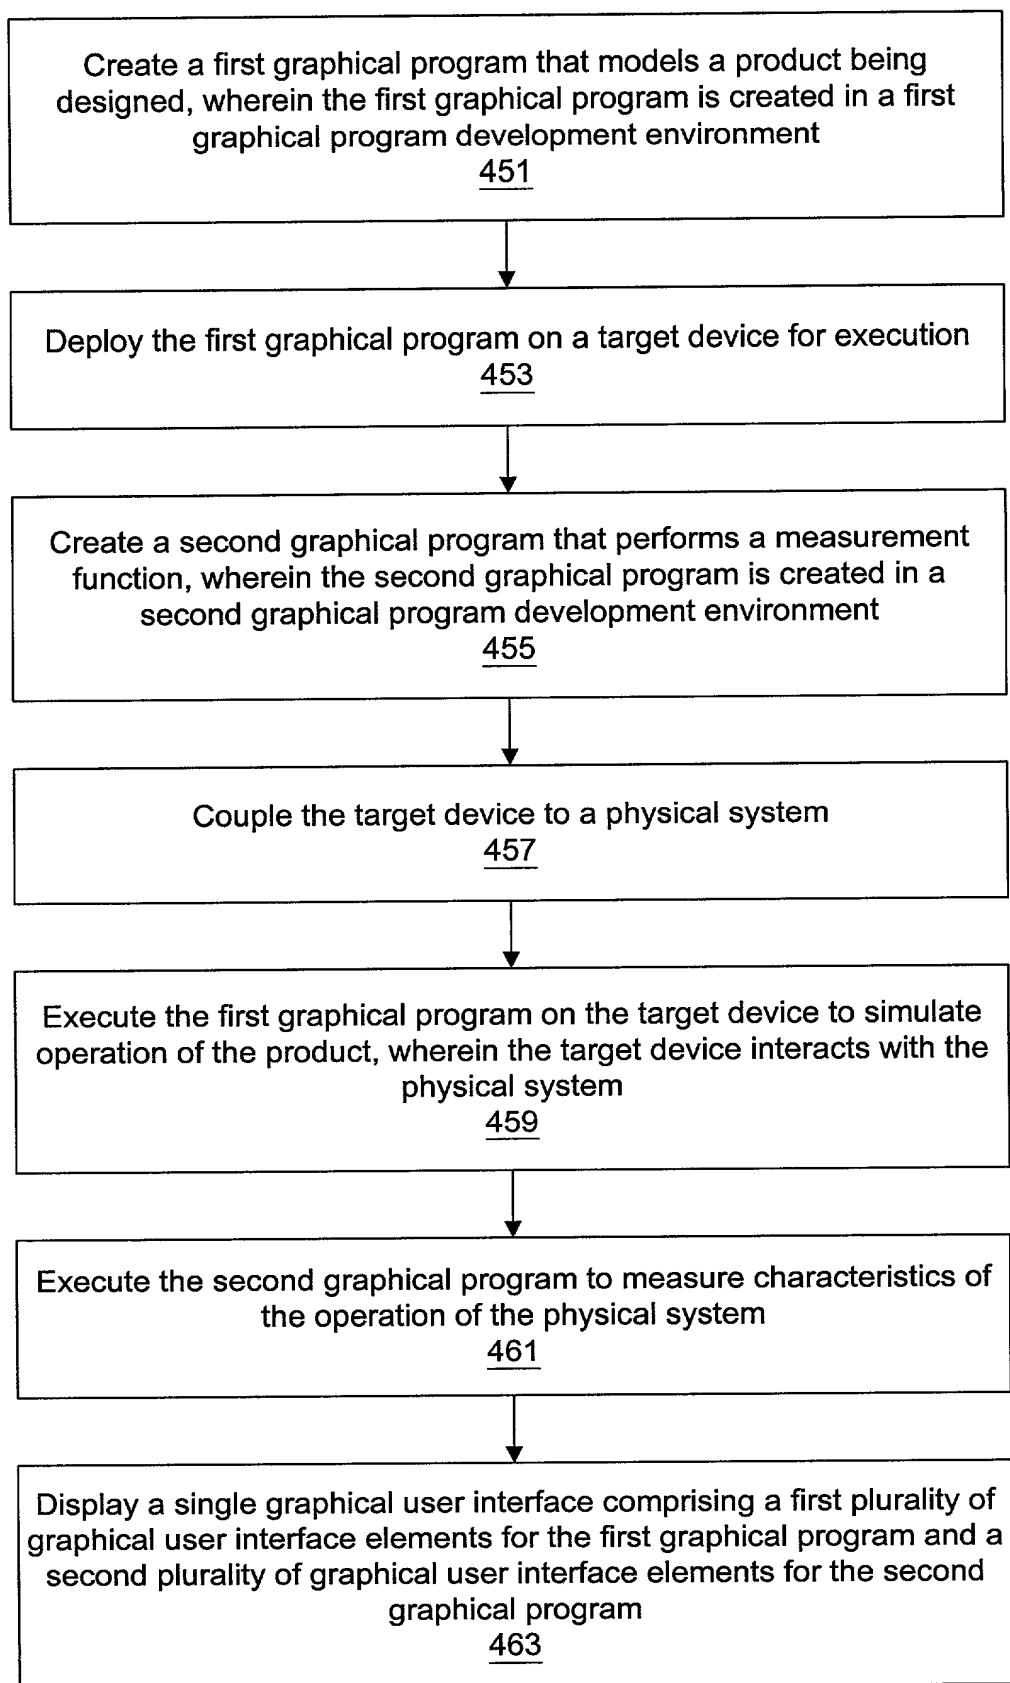 Create a first graphical program that models a product being
designed, wherein the first graphical program is created in a first
graphical program development environment
451
Deploy the first graphical program on a target device for execution
453
Create a second graphical program that performs a measurement
function, wherein the second graphical program is created in a
second graphical program development environment
455
Couple the target device to a physical system
457
Execute the first graphical program on the target device to simulate
operation of the product, wherein the target device interacts with the
physical system
459
Execute the second graphical program to measure characteristics of
the operation of the physical system
461
Display a single graphical user interface comprising a first plurality of
graphical user interface elements for the first graphical program and a
second plurality of graphical user interface elements for the second
graphical program
463